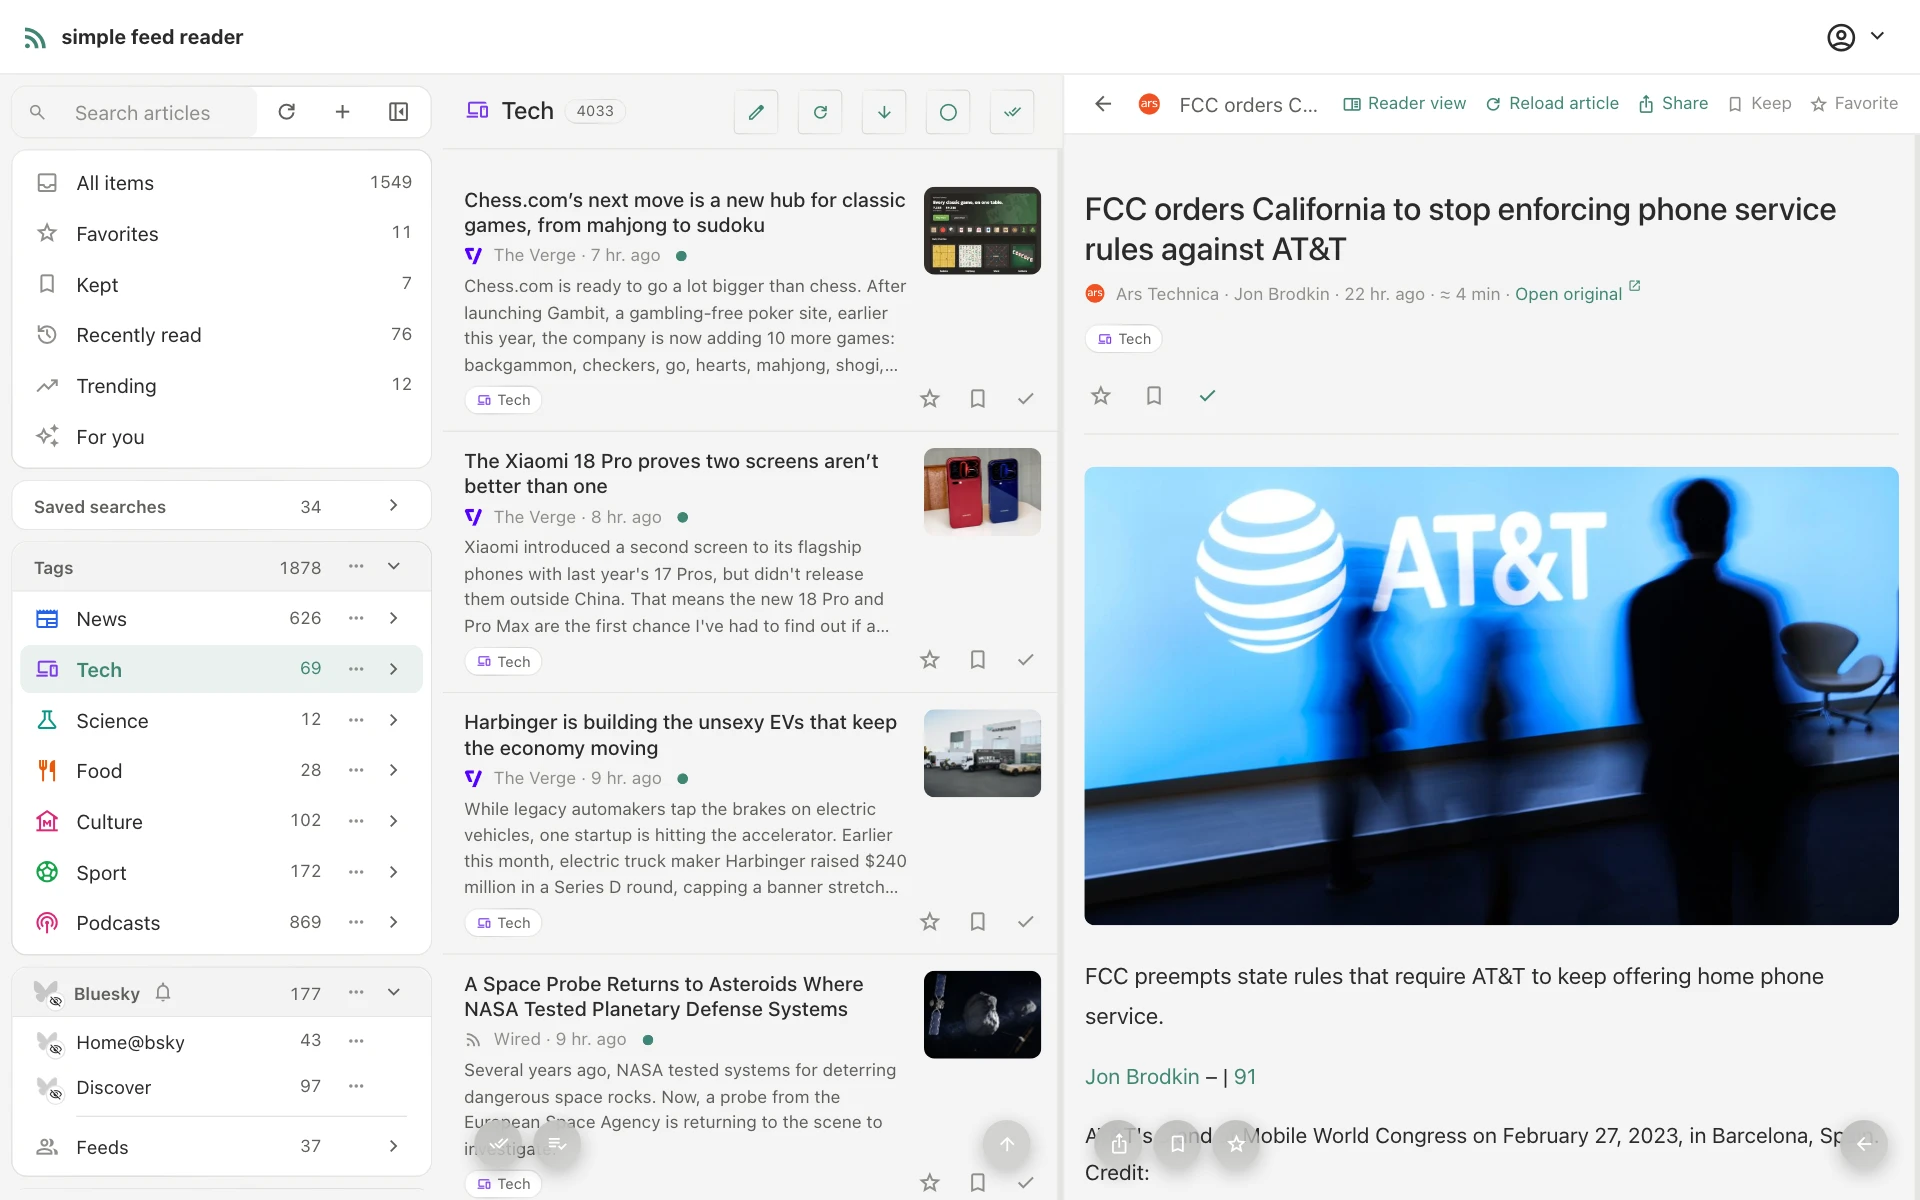 simple feed reader
Search articles
All items 1549
Favorites 11
Kept 7
Recently read 76
Trending 12
For you
Saved searches 34
Tags 1878
News 626
Tech 69
Science 12
Food 28
Culture 102
Sport 172
Podcasts 869
Bluesky 177
Home@bsky 43
Discover 97
Feeds 37
Tech 4033
Chess.com’s next move is a new hub for classic
games, from mahjong to sudoku
The Verge · 7 hr. ago
Chess.com is ready to go a lot bigger than chess. After
launching Gambit, a gambling-free poker site, earlier
this year, the company is now adding 10 more games:
backgammon, checkers, go, hearts, mahjong, shogi,...
Tech
The Xiaomi 18 Pro proves two screens aren’t
better than one
The Verge · 8 hr. ago
Xiaomi introduced a second screen to its flagship
phones with last year's 17 Pros, but didn't release
them outside China. That means the new 18 Pro and
Pro Max are the first chance I've had to find out if a...
Tech
Harbinger is building the unsexy EVs that keep
the economy moving
The Verge · 9 hr. ago
While legacy automakers tap the brakes on electric
vehicles, one startup is hitting the accelerator. Earlier
this month, electric truck maker Harbinger raised $240
million in a Series D round, capping a banner stretch...
Tech
A Space Probe Returns to Asteroids Where
NASA Tested Planetary Defense Systems
Wired · 9 hr. ago
Several years ago, NASA tested systems for deterring
dangerous space rocks. Now, a probe from the
European Space Agency is returning to the scene to
investigate.
Tech
ars FCC orders C... Reader view Reload article Share Keep Favorite
FCC orders California to stop enforcing phone service
rules against AT&T
ars Ars Technica · Jon Brodkin · 22 hr. ago · ≈ 4 min · Open original
Tech
AT&T
FCC preempts state rules that require AT&T to keep offering home phone
service.
Jon Brodkin – | 91
Mobile World Congress on February 27, 2023, in Barcelona,
Credit: